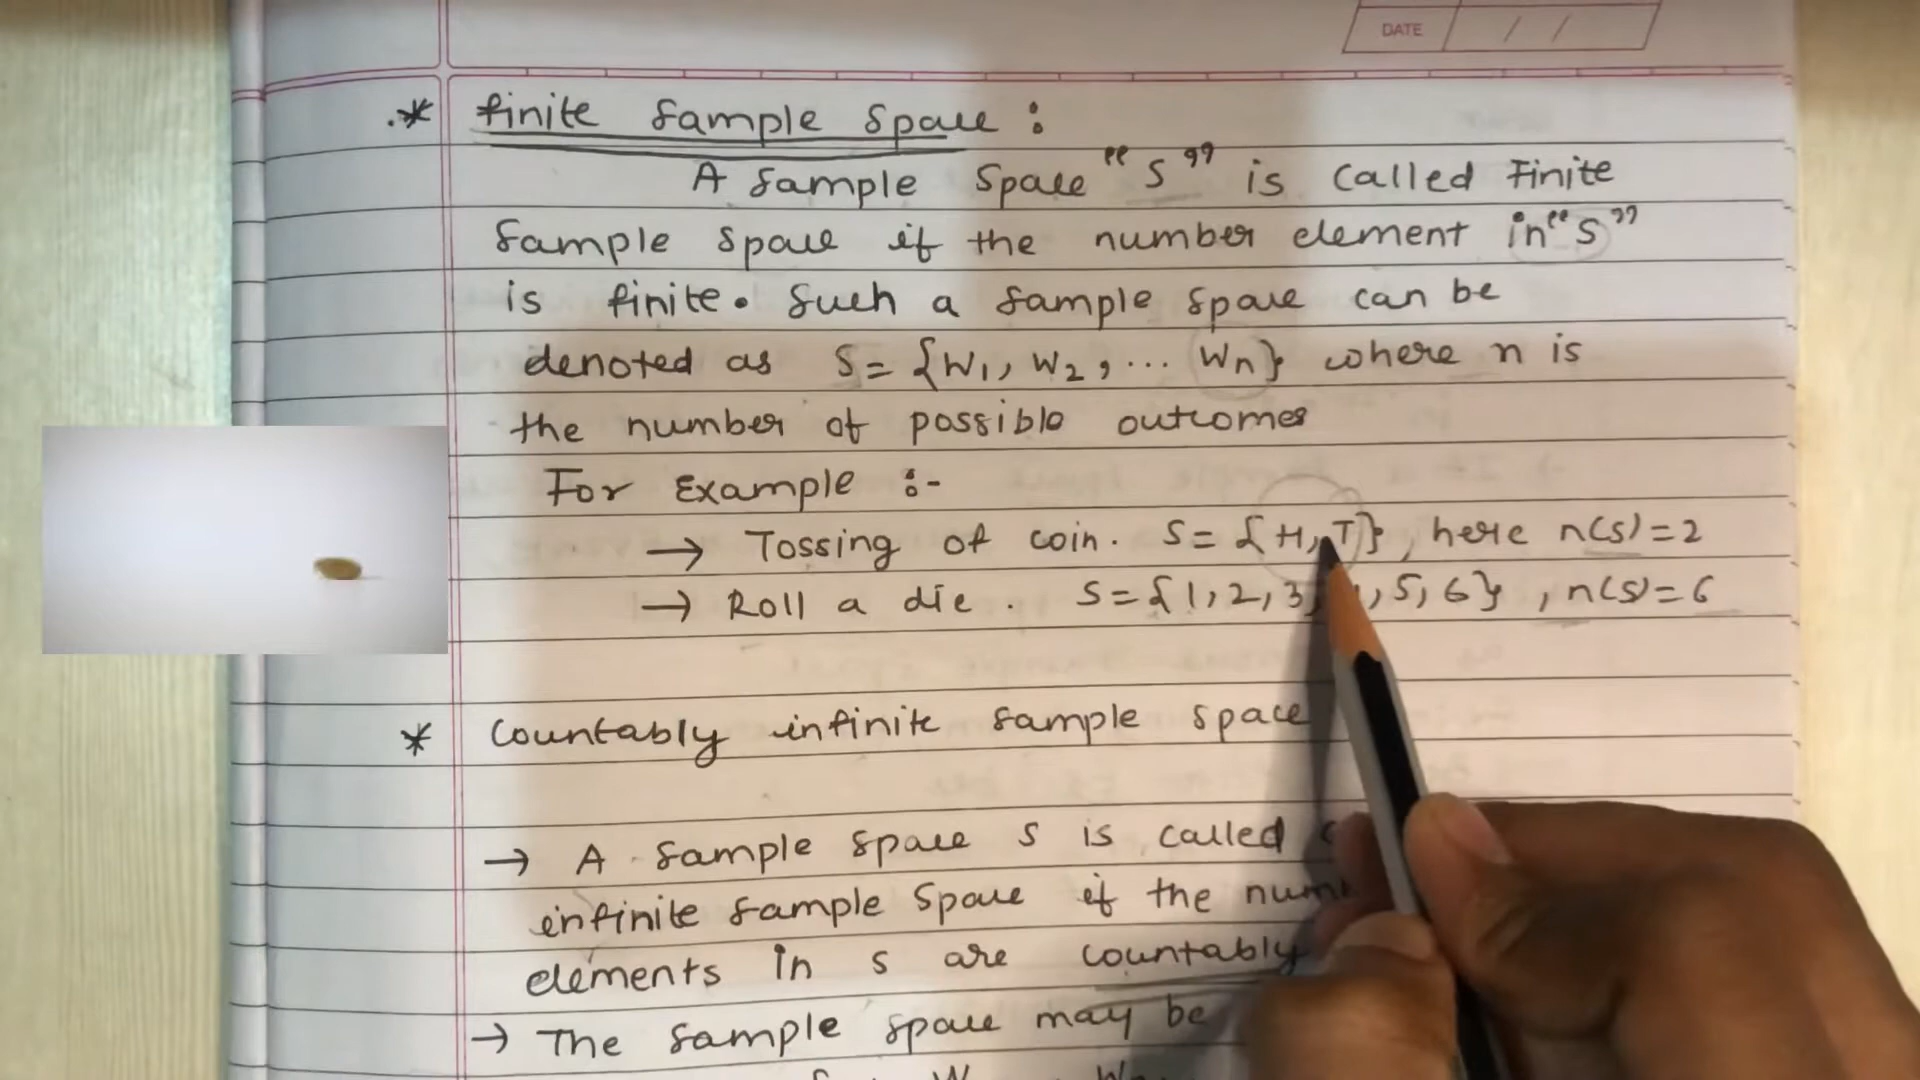 DATE / /
* Finite Sample Space :
A Sample Space "S" is called Finite
Sample space if the number element in "S"
is finite. Such a sample space can be
denoted as S = {W1, W2, ... Wn} where n is
the number of possible outcomes
For Example :-
→ Tossing of coin. S = {H, T}, here n(s) = 2
→ Roll a die. S = {1, 2, 3, , 5, 6}, n(s) = 6
* Countably infinite sample space
→ A sample space S is called
infinite sample space if the
elements in s are countably
→ The sample space may be